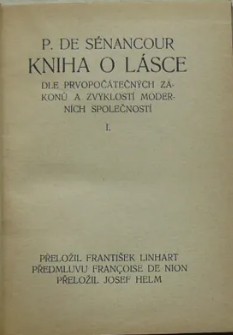 P. DE SÉNANCOUR
KNIHA O LÁSCE
DLE PRVOPOČÁTEČNÝCH ZÁ-
KONŮ A ZVYKLOSTÍ MODER-
NÍCH SPOLEČNOSTÍ
I.
PŘELOŽIL FRANTIŠEK LINHART
PŘEDMLUVU FRANÇOISE DE NION
PŘELOŽIL JOSEF HELM